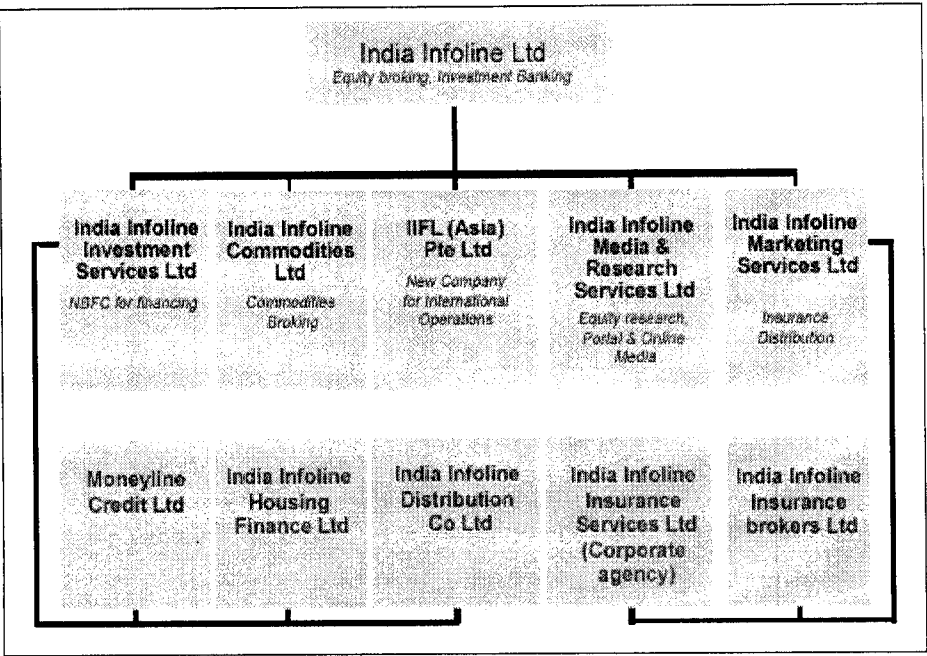 India Infoline Ltd
Equity broking, Investment Banking
India Infoline
Investment
Services Ltd
NBFC for financing
India Infoline
Commodities
Ltd
Commodities
Broking
IIFL (Asia)
Pte Ltd
New Company
for International
Operations
India Infoline
Media &
Research
Services Ltd
Equity research,
Portal & Online
Media
India Infoline
Marketing
Services Ltd
Insurance
Distribution
Moneyline
Credit Ltd
India Infoline
Housing
Finance Ltd
India Infoline
Distribution
Co Ltd
India Infoline
Insurance
Services Ltd
(Corporate
agency)
India Infoline
Insurance
brokers Ltd